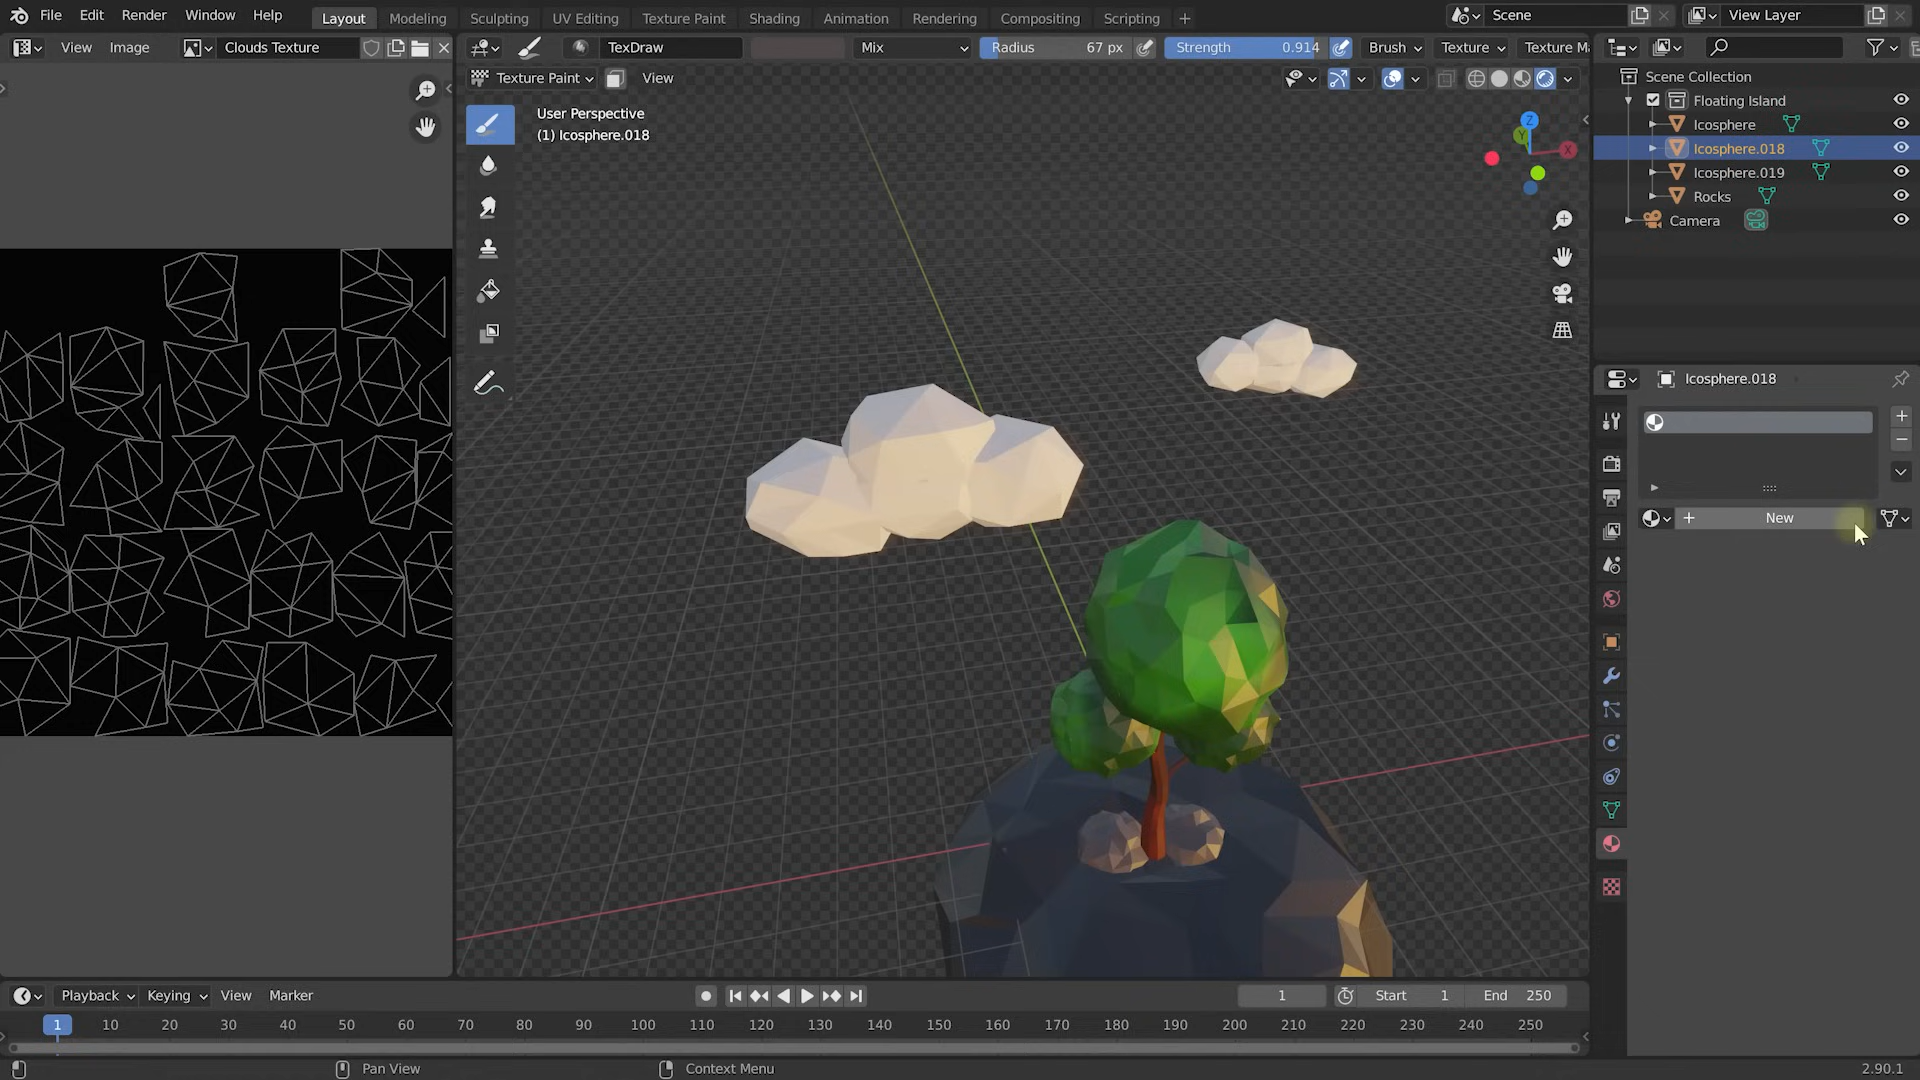 File Edit Render Window Help Layout Modeling Sculpting UV Editing Texture Paint Shading Animation Rendering Compositing Scripting + Scene View Layer
View Image Clouds Texture TexDraw Mix Radius 67 px Strength 0.914 Brush Texture Texture Ma
Texture Paint View
Scene Collection
Floating Island
Icosphere
Icosphere.018
Icosphere.019
Rocks
Camera
User Perspective
(1) Icosphere.018
Z
Y
X
Icosphere.018
New
Playback Keying View Marker 1 Start 1 End 250
1 10 20 30 40 50 60 70 80 90 100 110 120 130 140 150 160 170 180 190 200 210 220 230 240 250
Pan View Context Menu 2.90.1